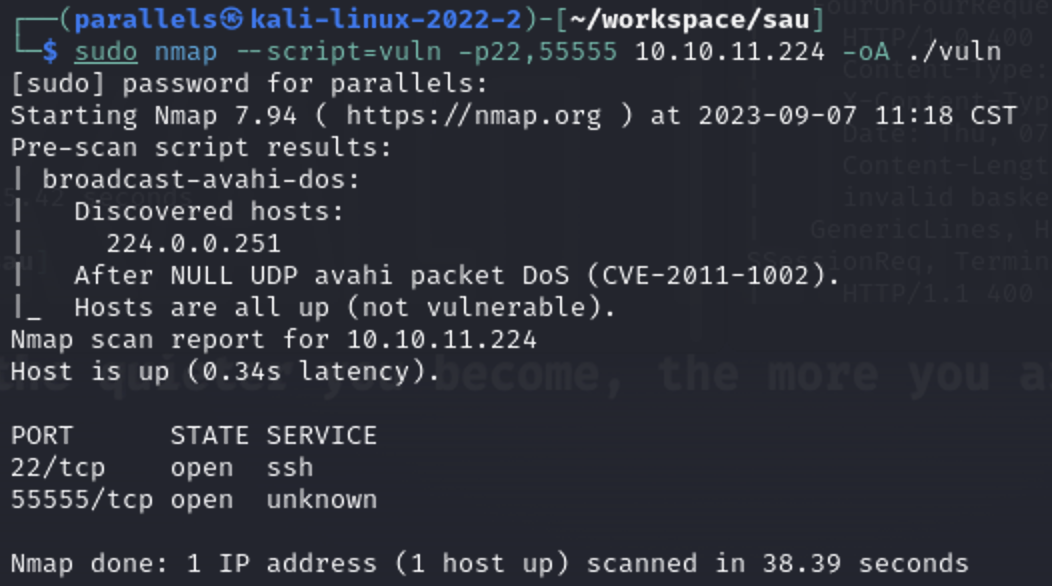 ┌──(parallels㉿kali-linux-2022-2)-[~/workspace/sau]
└─$ sudo nmap --script=vuln -p22,55555 10.10.11.224 -oA ./vuln
[sudo] password for parallels:
Starting Nmap 7.94 ( https://nmap.org ) at 2023-09-07 11:18 CST
Pre-scan script results:
| broadcast-avahi-dos:
|   Discovered hosts:
|     224.0.0.251
|   After NULL UDP avahi packet DoS (CVE-2011-1002).
|_  Hosts are all up (not vulnerable).
Nmap scan report for 10.10.11.224
Host is up (0.34s latency).

PORT      STATE SERVICE
22/tcp    open  ssh
55555/tcp open  unknown

Nmap done: 1 IP address (1 host up) scanned in 38.39 seconds